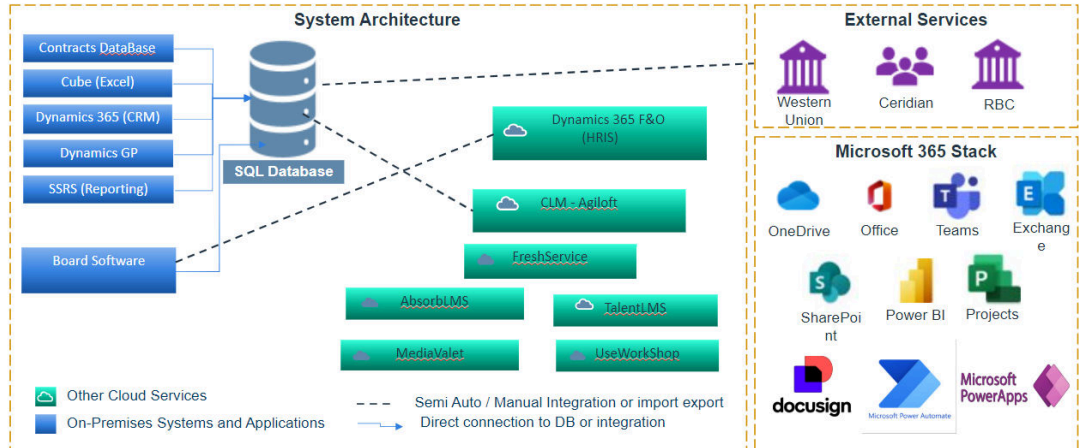 System Architecture
Contracts DataBase
Cube (Excel)
Dynamics 365 (CRM)
Dynamics GP
SSRS (Reporting)
Board Software
SQL Database
Dynamics 365 F&O
(HRIS)
CLM - Agiloft
FreshService
AbsorbLMS
TalentLMS
MediaValet
UseWorkShop
Other Cloud Services
On-Premises Systems and Applications
Semi Auto / Manual Integration or import export
Direct connection to DB or integration
External Services
Western
Union
Ceridian
RBC
Microsoft 365 Stack
OneDrive
Office
T
Teams
E
Exchang
e
S
SharePoi
nt
Power BI
P
Projects
docusign
Microsoft Power Automate
Microsoft
PowerApps